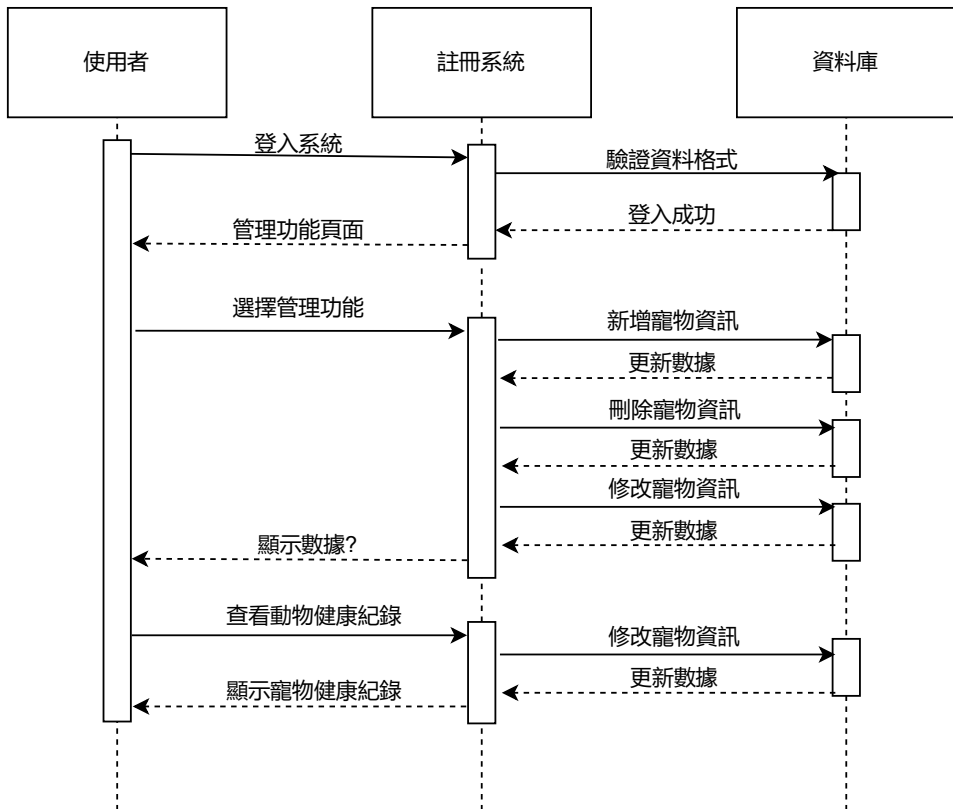 使用者
註冊系統
資料庫
登入系統
驗證資料格式
登入成功
管理功能頁面
選擇管理功能
新增寵物資訊
更新數據
刪除寵物資訊
更新數據
修改寵物資訊
更新數據
顯示數據?
查看動物健康紀錄
修改寵物資訊
更新數據
顯示寵物健康紀錄